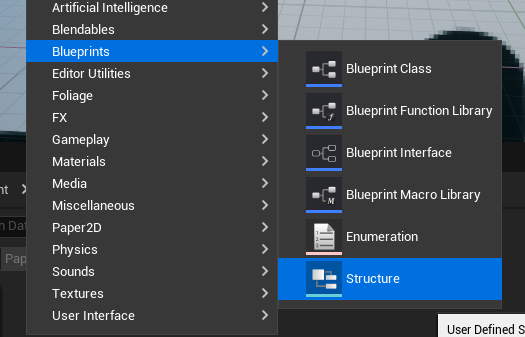 Artificial Intelligence
Blendables
Blueprints
Editor Utilities
Foliage
FX
Gameplay
Materials
Media
Miscellaneous
Paper2D
Physics
Sounds
Textures
User Interface
Blueprint Class
Blueprint Function Library
Blueprint Interface
Blueprint Macro Library
Enumeration
Structure
User Defined S
nt
h Dat
Pap